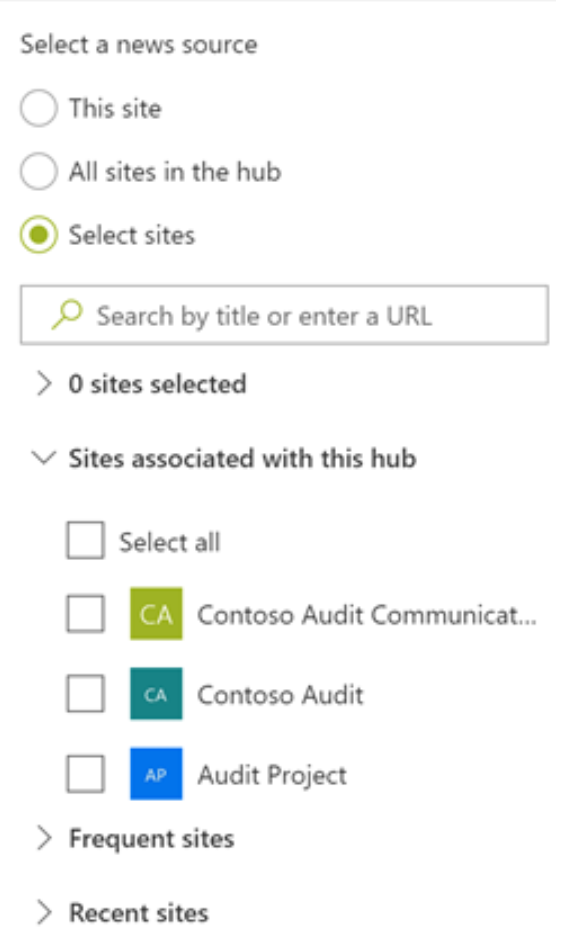 Select a news source
This site
All sites in the hub
Select sites
Search by title or enter a URL
0 sites selected
Sites associated with this hub
Select all
CA Contoso Audit Communicat...
CA Contoso Audit
AP Audit Project
Frequent sites
Recent sites